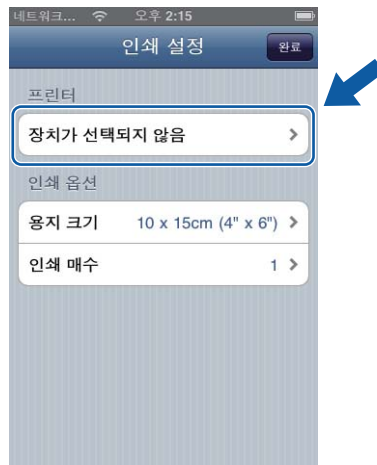 네트워크... 오후 2:15
인쇄 설정 완료
프린터
장치가 선택되지 않음
인쇄 옵션
용지 크기 10 x 15cm (4" x 6")
인쇄 매수 1